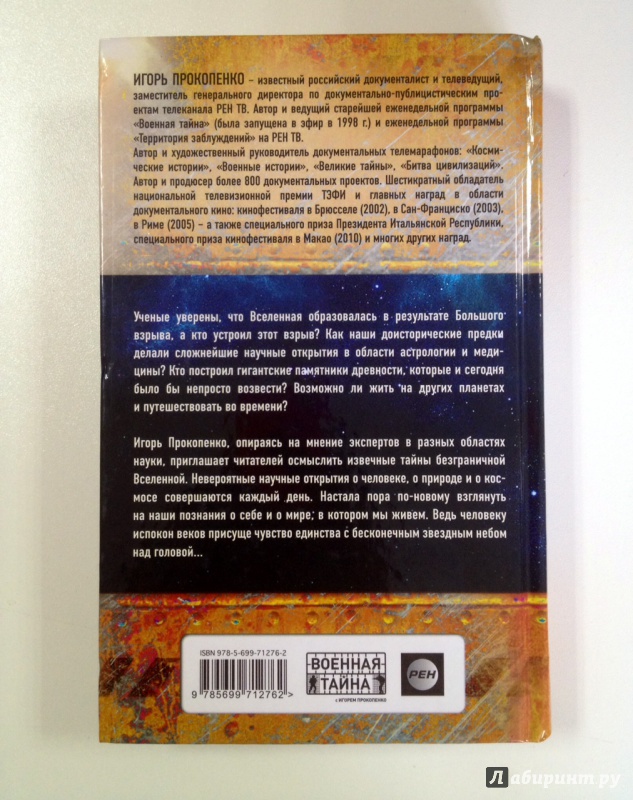 ИГОРЬ ПРОКОПЕНКО – известный российский документалист и телеведущий,
заместитель генерального директора по документально-публицистическим про-
ектам телеканала РЕН ТВ. Автор и ведущий старейшей еженедельной программы
«Военная тайна» (была запущена в эфир в 1998 г.) и еженедельной программы
«Территория заблуждений» на РЕН ТВ.
Автор и художественный руководитель документальных телемарафонов: «Косми-
ческие истории», «Военные истории», «Великие тайны», «Битва цивилизаций».
Автор и продюсер более 800 документальных проектов. Шестикратный обладатель
национальной телевизионной премии ТЭФИ и главных наград в области
документального кино: кинофестиваля в Брюсселе (2002), в Сан-Франциско (2003),
в Риме (2005) – а также специального приза Президента Итальянской Республики,
специального приза кинофестиваля в Макао (2010) и многих других наград.
Ученые уверены, что Вселенная образовалась в результате Большого
взрыва, а кто устроил этот взрыв? Как наши доисторические предки
делали сложнейшие научные открытия в области астрологии и меди-
цины? Кто построил гигантские памятники древности, которые и сегодня
было бы непросто возвести? Возможно ли жить на других планетах
и путешествовать во времени?
Игорь Прокопенко, опираясь на мнение экспертов в разных областях
науки, приглашает читателей осмыслить извечные тайны безграничной
Вселенной. Невероятные научные открытия о человеке, о природе и о кос-
мосе совершаются каждый день. Настала пора по-новому взглянуть
на наши познания о себе и о мире, в котором мы живем. Ведь человеку
испокон веков присуще чувство единства с бесконечным звездным небом
над головой...
ISBN 978-5-699-71276-2
9 785699 712762 >
ВОЕННАЯ
ТАЙНА
с ИГОРЕМ ПРОКОПЕНКО
РЕН
Лабиринт.ру